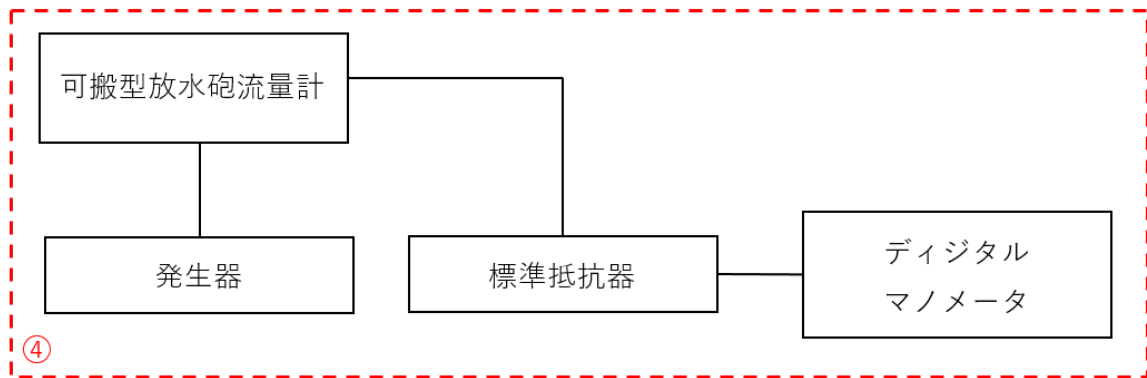 可搬型放水砲流量計
発生器
標準抵抗器
ディジタル
マノメータ
④